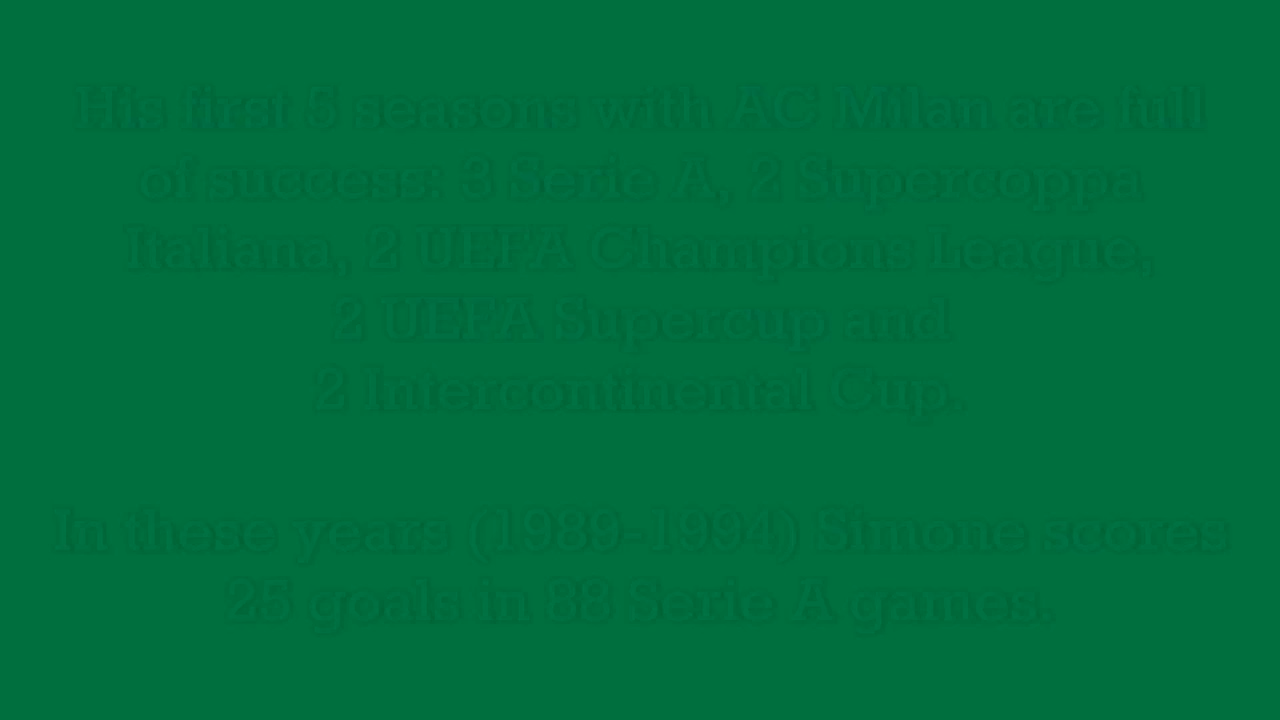 His first 5 seasons with AC Milan are full
of success: 3 Serie A, 2 Supercoppa
Italiana, 2 UEFA Champions League,
2 UEFA Supercup and
2 Intercontinental Cup.
In these years (1989-1994) Simone scores
25 goals in 88 Serie A games.